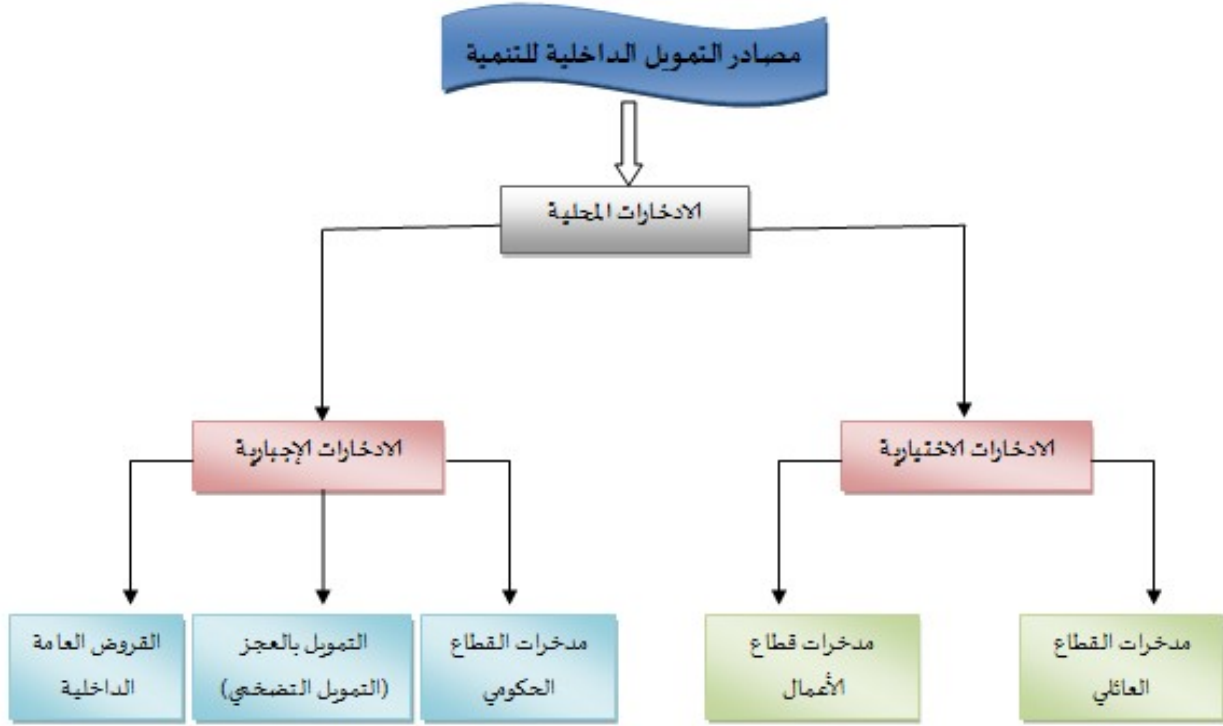 مصادر التمويل الداخلية للتنمية
الادخارات المحلية
الادخارات الاختيارية
الادخارات الإجبارية
مدخرات القطاع
العائلي
مدخرات قطاع
الأعمال
مدخرات القطاع
الحكومي
التمويل بالعجز
(التمويل التضخمي)
القروض العامة
الداخلية